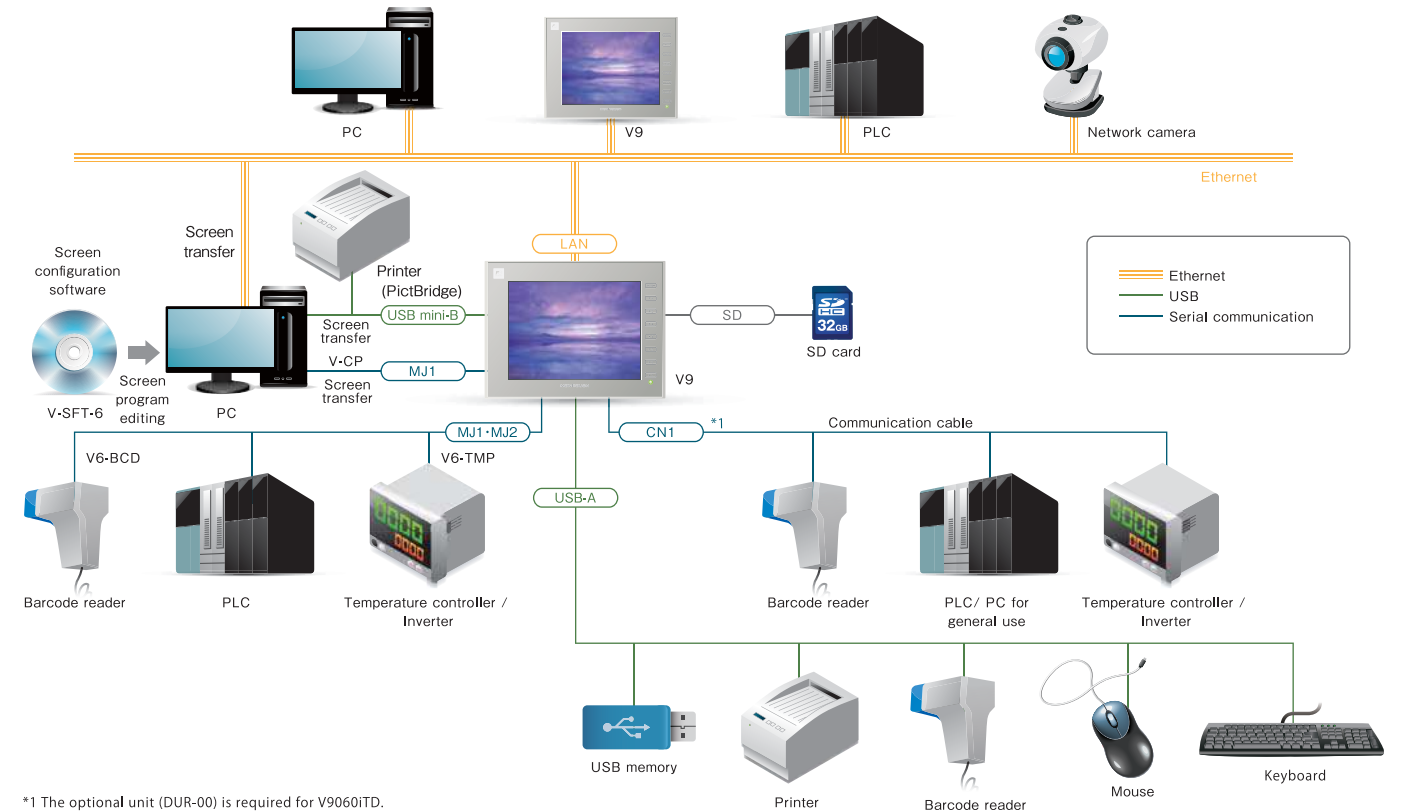 PC
V9
PLC
Network camera
Ethernet
Screen
transfer
LAN
Screen
configuration
software
Printer
(PictBridge)
USB mini-B
Screen
transfer
V-CP
MJ1
Screen
transfer
SD
32GB
SD card
Ethernet
USB
Serial communication
V-SFT-6
Screen
program
editing
PC
V9
MJ1・MJ2
CN1
*1
Communication cable
V6-BCD
V6-TMP
USB-A
0000
0000
0000
0000
Barcode reader
PLC
Temperature controller /
Inverter
Barcode reader
PLC/ PC for
general use
Temperature controller /
Inverter
USB memory
Printer
Barcode reader
Mouse
Keyboard
*1 The optional unit (DUR-00) is required for V9060iTD.